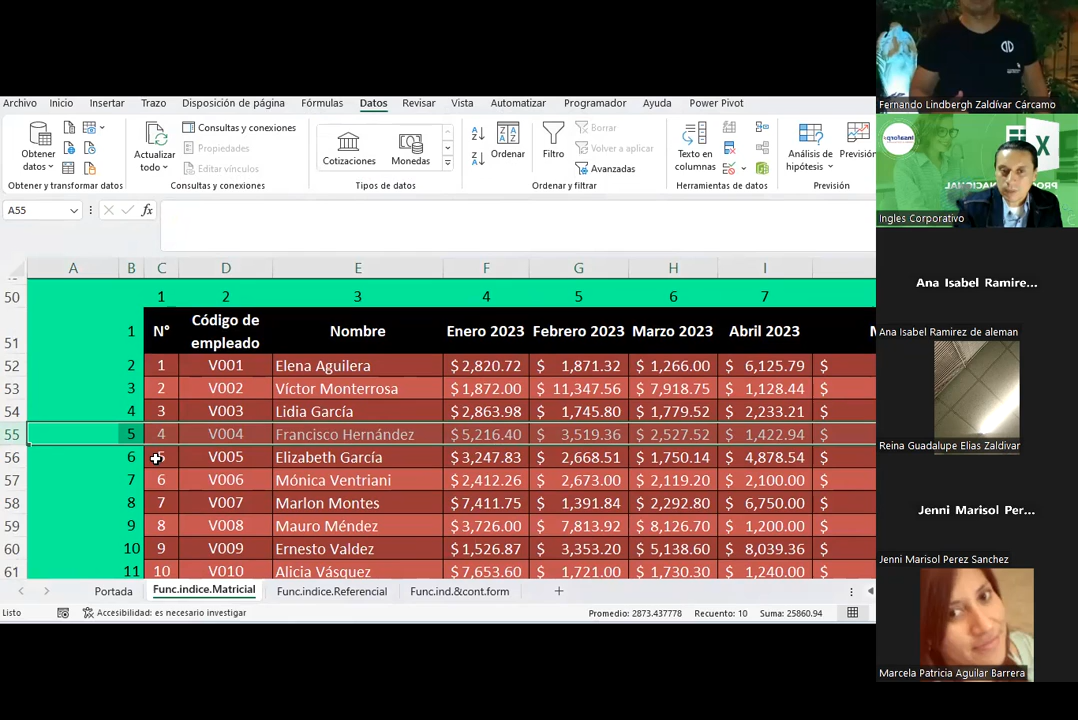 Archivo Inicio Insertar Trazo Disposición de página Fórmulas Datos Revisar Vista Automatizar Programador Ayuda Power Pivot
Obtener datos
Actualizar todo
Consultas y conexiones
Propiedades
Editar vínculos
Cotizaciones
Monedas
Ordenar
Filtro
Borrar
Volver a aplicar
Avanzadas
Texto en columnas
Análisis de hipótesis
Previsión
Obtener y transformar datos
Consultas y conexiones
Tipos de datos
Ordenar y filtrar
Herramientas de datos
Previsión
A55
fx
A B C D E F G H I
50 1 2 3 4 5 6 7
51 1 N° Código de empleado Nombre Enero 2023 Febrero 2023 Marzo 2023 Abril 2023
52 2 1 V001 Elena Aguilera $ 2,820.72 $ 1,871.32 $ 1,266.00 $ 6,125.79 $
53 3 2 V002 Víctor Monterrosa $ 1,872.00 $ 11,347.56 $ 7,918.75 $ 1,128.44 $
54 4 3 V003 Lidia García $ 2,863.98 $ 1,745.80 $ 1,779.52 $ 2,233.21 $
55 5 4 V004 Francisco Hernández $ 5,216.40 $ 3,519.36 $ 2,527.52 $ 1,422.94 $
56 6 5 V005 Elizabeth García $ 3,247.83 $ 2,668.51 $ 1,750.14 $ 4,878.54 $
57 7 6 V006 Mónica Ventriani $ 2,412.26 $ 2,673.00 $ 2,119.20 $ 2,100.00 $
58 8 7 V007 Marlon Montes $ 7,411.75 $ 1,391.84 $ 2,292.80 $ 6,750.00 $
59 9 8 V008 Mauro Méndez $ 3,726.00 $ 7,813.92 $ 8,126.70 $ 1,200.00 $
60 10 9 V009 Ernesto Valdez $ 1,526.87 $ 3,353.20 $ 5,138.60 $ 8,039.36 $
61 11 10 V010 Alicia Vásquez $ 7,653.60 $ 1,721.00 $ 1,730.30 $ 1,240.00 $
Portada Func.indice.Matricial Func.indice.Referencial Func.ind.&cont.form
Listo Accesibilidad: es necesario investigar Promedio: 2873.437778 Recuento: 10 Suma: 25860.94
Fernando Lindbergh Zaldívar Cárcamo
Insaforp
Ingles Corporativo
Ana Isabel Ramire...
Ana Isabel Ramirez de aleman
Reina Guadalupe Elias Zaldivar
Jenni Marisol Per...
Jenni Marisol Perez Sanchez
Marcela Patricia Aguilar Barrera